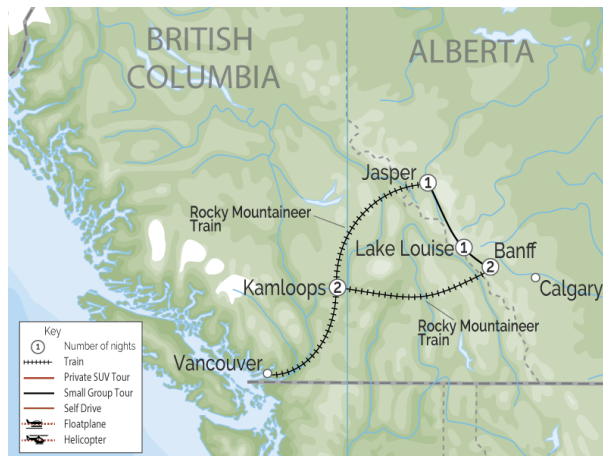 BRITISH
COLUMBIA
ALBERTA
Jasper
1
Rocky Mountaineer
Train
Lake Louise
1
Banff
2
Kamloops
2
Calgary
Rocky Mountaineer
Train
Vancouver
Key
1 Number of nights
Train
Private SUV Tour
Small Group Tour
Self Drive
Floatplane
Helicopter